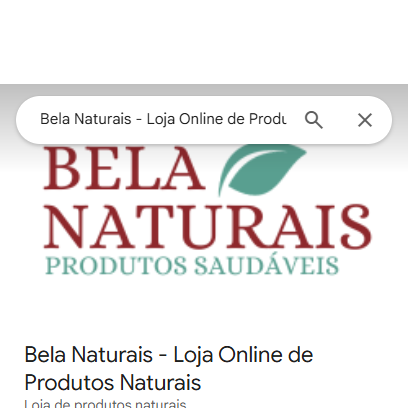 Bela Naturais - Loja Online de Produ
BELA
NATURAIS
PRODUTOS SAUDÁVEIS
Bela Naturais - Loja Online de
Produtos Naturais
Loja de produtos naturais